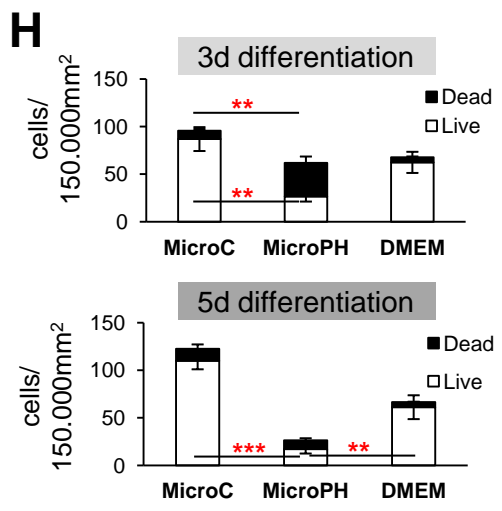 H
3d differentiation
cells/
150.000mm²
150
100
50
0
**
**
Dead
Live
MicroC MicroPH DMEM
5d differentiation
cells/
150.000mm²
150
100
50
0
***
**
Dead
Live
MicroC MicroPH DMEM